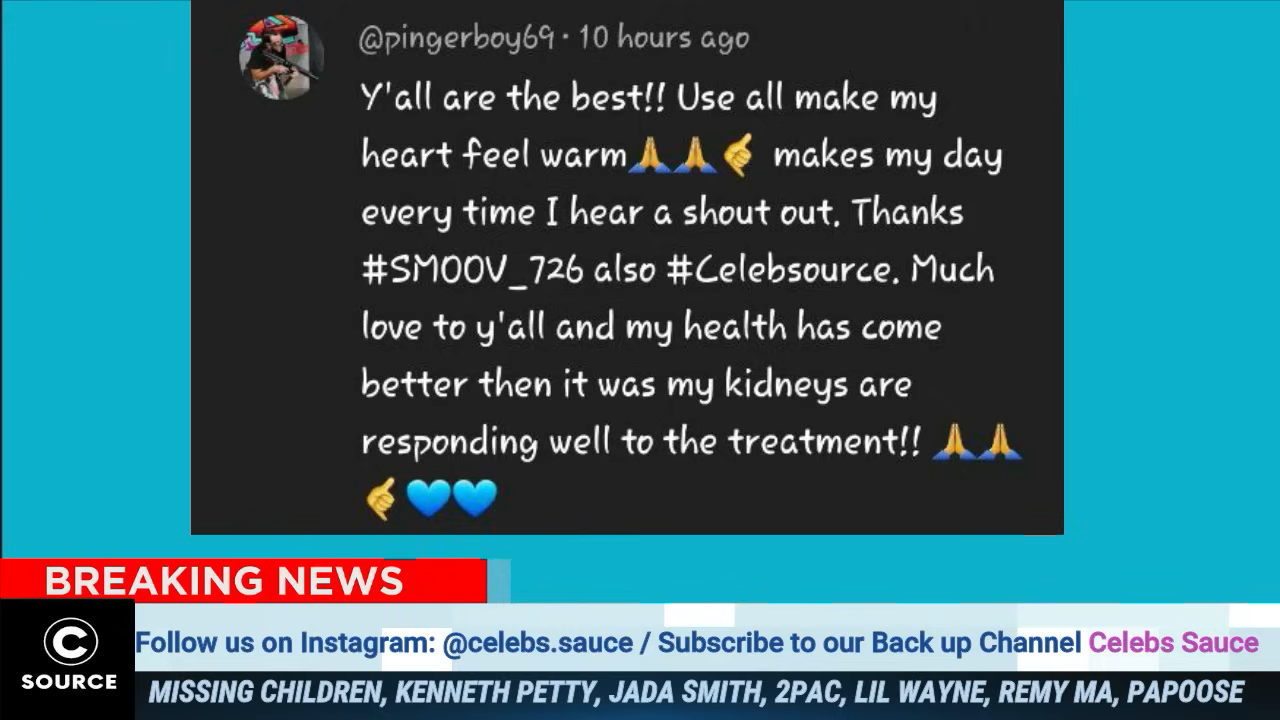 @pingerboy69 · 10 hours ago
Y'all are the best!! Use all make my
heart feel warm🙏🙏🤙 makes my day
every time I hear a shout out. Thanks
#SMOOV_726 also #Celebsource. Much
love to y'all and my health has come
better then it was my kidneys are
responding well to the treatment!! 🙏🙏
🤙💙💙
BREAKING NEWS
C
SOURCE
Follow us on Instagram: @celebs.sauce / Subscribe to our Back up Channel Celebs Sauce
MISSING CHILDREN, KENNETH PETTY, JADA SMITH, 2PAC, LIL WAYNE, REMY MA, PAPOOSE